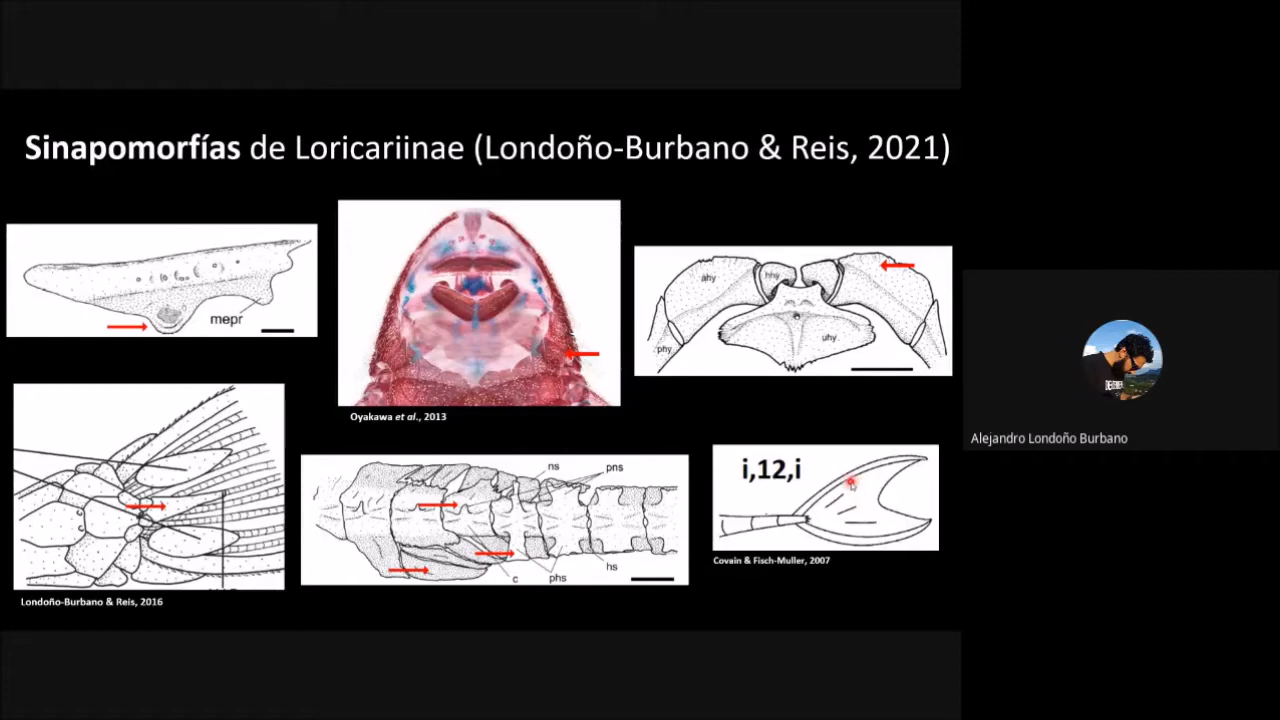 Sinapomorfías de Loricariinae (Londoño-Burbano & Reis, 2021)
mepr
Oyakawa et al., 2013
ahy
hhy
uhy
phy
Londoño-Burbano & Reis, 2016
ns
pns
c
phs
hs
i,12,i
Covain & Fisch-Muller, 2007
Alejandro Londoño Burbano